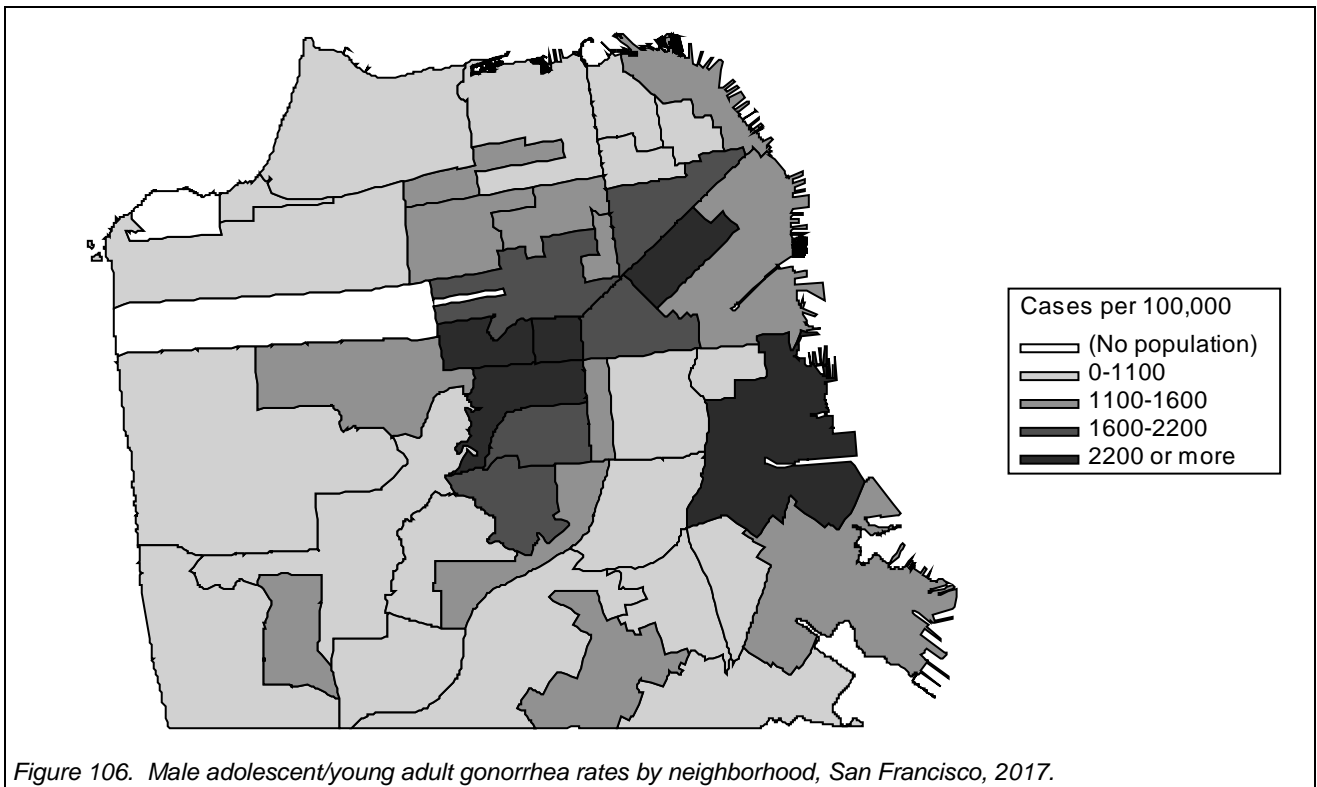 Cases per 100,000
(No population)
0-1100
1100-1600
1600-2200
2200 or more
Figure 106. Male adolescent/young adult gonorrhea rates by neighborhood, San Francisco, 2017.